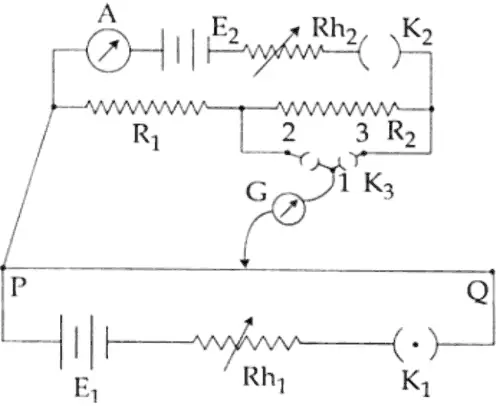 A E₂ Rh₂ K₂
R₁ 2 3 R₂
G 1 K₃
P Q
E₁ Rh₁ K₁